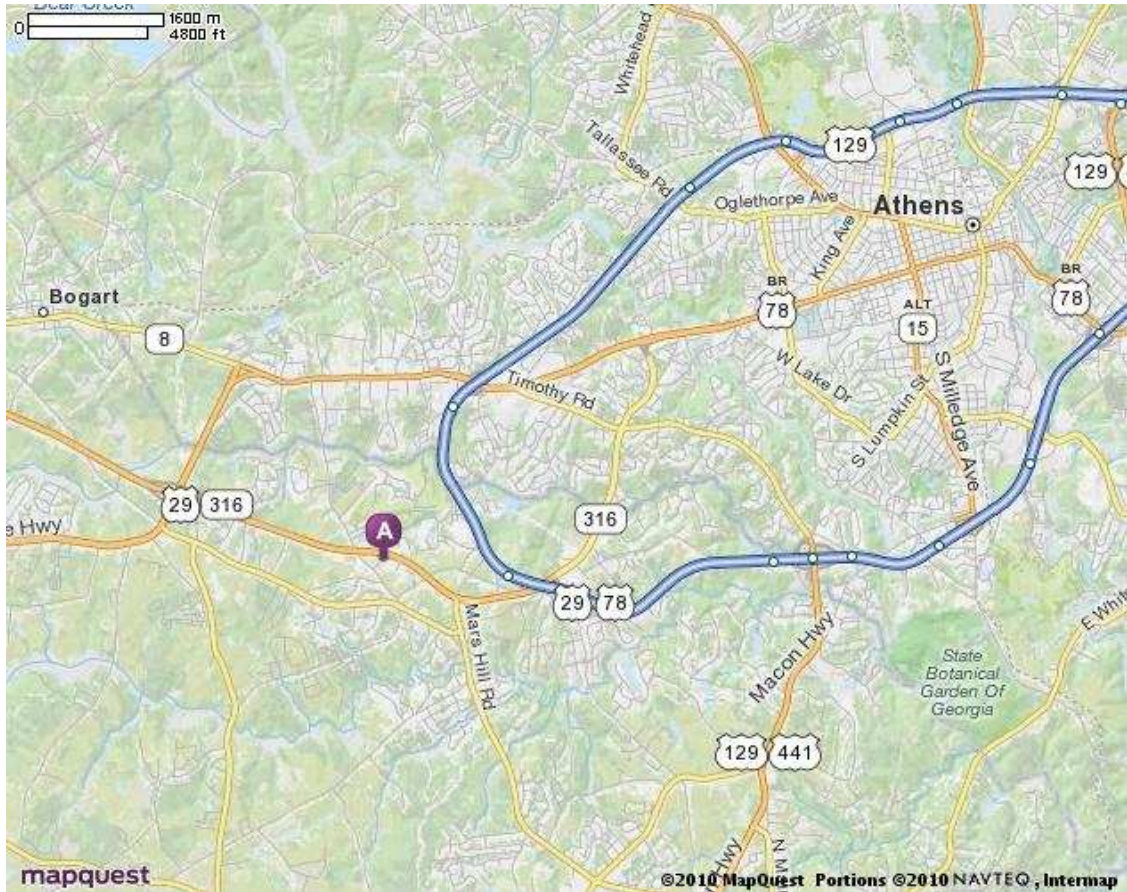 0
1600 m
4800 ft
Whitehead
Tallassee Rd
129
129
Oglethorpe Ave
Athens
King Ave
BR
78
BR
78
Bogart
8
ALT
15
Timothy Rd
W Lake Dr
S Lumpkin St
S Milledge Ave
29
316
Hwy
A
316
29
78
Mars Hill Rd
Macon Hwy
E White
State
Botanical
Garden Of
Georgia
129
441
Hwy
N M
mapquest
©2010 MapQuest Portions ©2010 NAVTEQ, Intermap